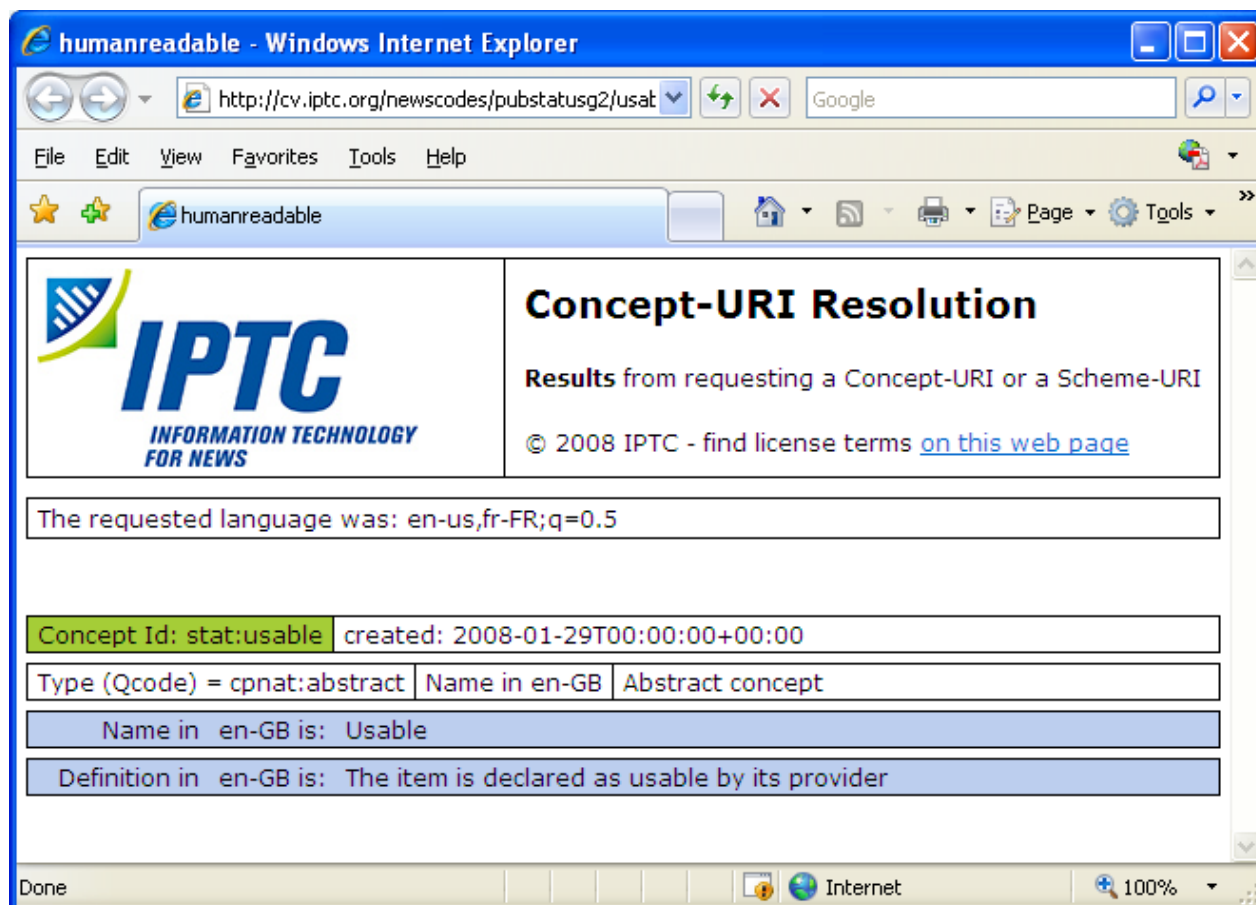 humanreadable - Windows Internet Explorer
http://cv.iptc.org/newscodes/pubstatusg2/usat
Google
File Edit View Favorites Tools Help
humanreadable
Page Tools »
IPTC
INFORMATION TECHNOLOGY
FOR NEWS
Concept-URI Resolution
Results from requesting a Concept-URI or a Scheme-URI
© 2008 IPTC - find license terms on this web page
The requested language was: en-us,fr-FR;q=0.5
Concept Id: stat:usable created: 2008-01-29T00:00:00+00:00
Type (Qcode) = cpnat:abstract Name in en-GB Abstract concept
Name in en-GB is: Usable
Definition in en-GB is: The item is declared as usable by its provider
Done Internet 100%